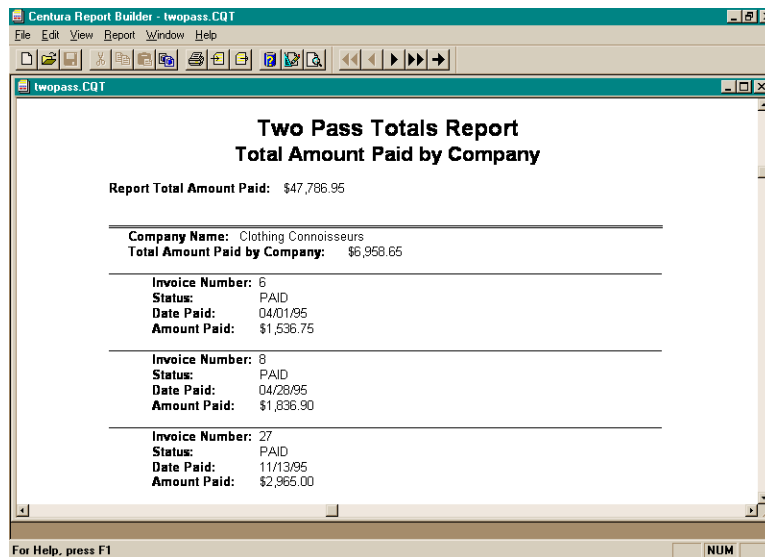 Centura Report Builder - twopass.CQT
File Edit View Report Window Help
twopass.CQT
Two Pass Totals Report
Total Amount Paid by Company
Report Total Amount Paid: $47,786.95
Company Name: Clothing Connoisseurs
Total Amount Paid by Company: $6,958.65
Invoice Number: 6
Status: PAID
Date Paid: 04/01/95
Amount Paid: $1,536.75
Invoice Number: 8
Status: PAID
Date Paid: 04/28/95
Amount Paid: $1,836.90
Invoice Number: 27
Status: PAID
Date Paid: 11/13/95
Amount Paid: $2,965.00
For Help, press F1
NUM